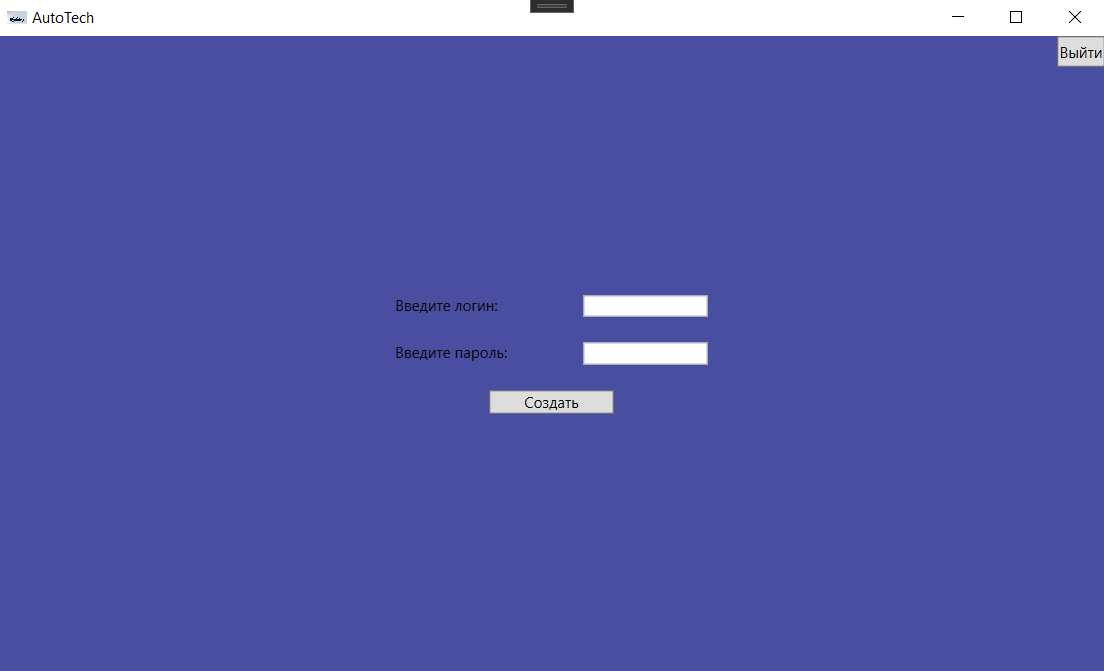 AutoTech
Выйти
Введите логин:
Введите пароль:
Создать